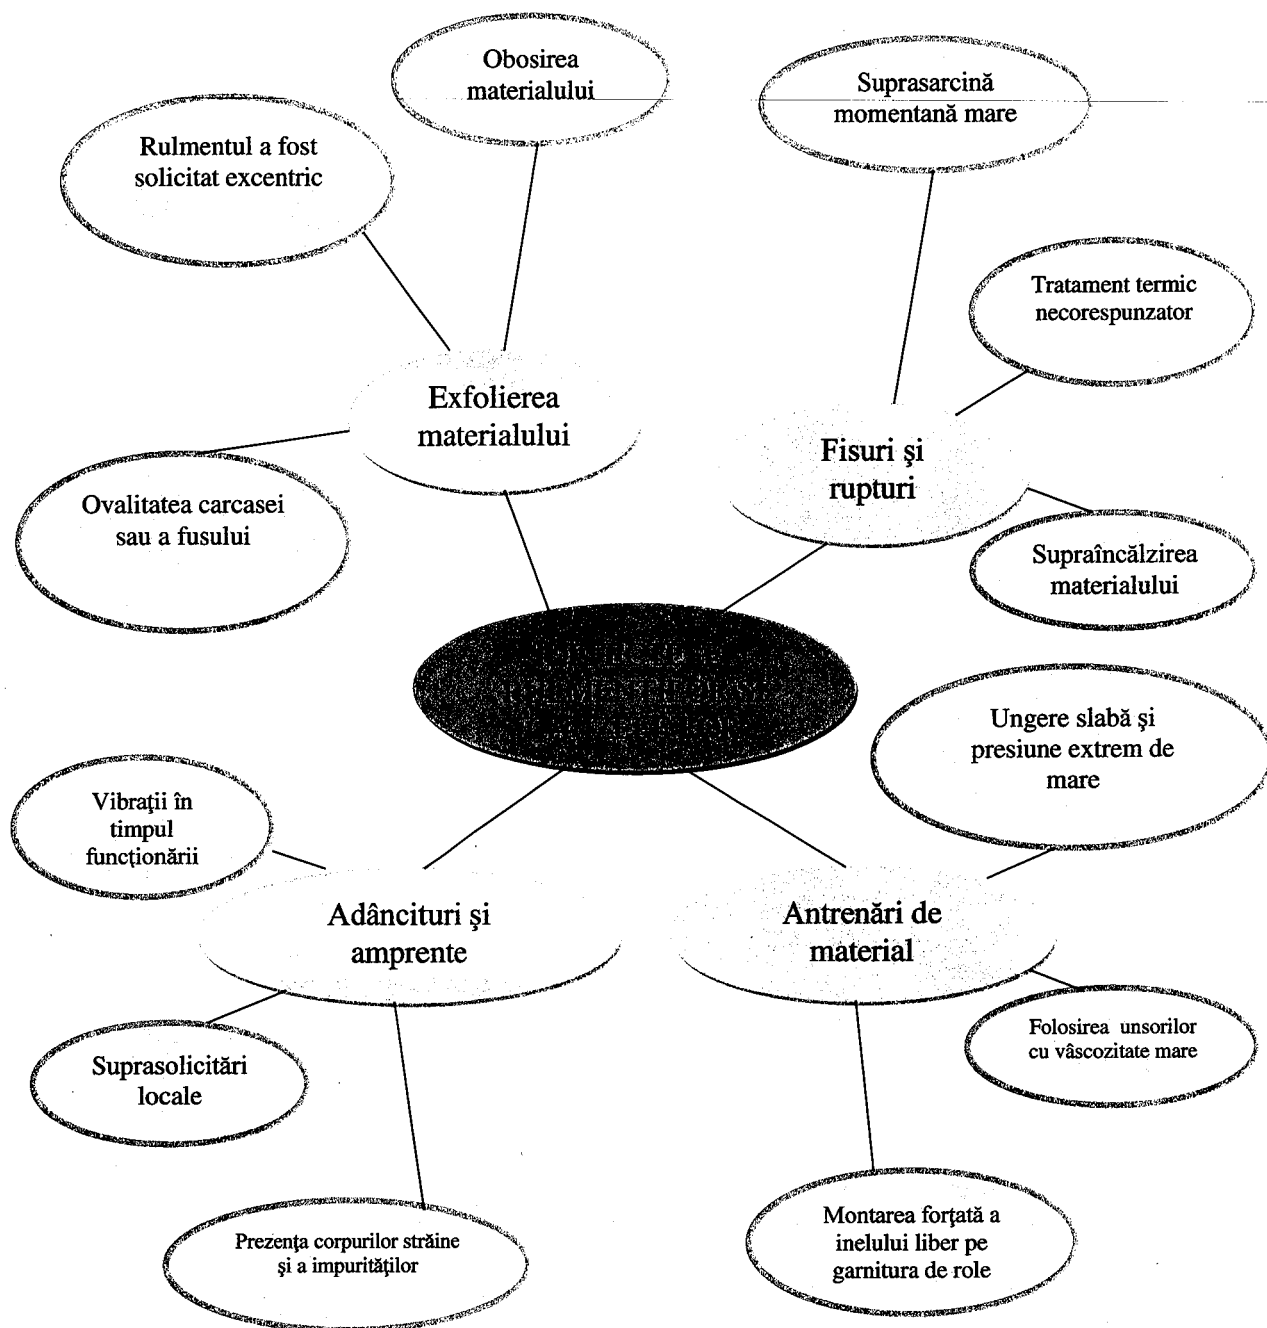 Obosirea
materialului
Suprasarcină
momentană mare
Rulmentul a fost
solicitat excentric
Tratament termic
necorespunzator
Exfolierea
materialului
Fisuri şi
rupturi
Ovalitatea carcasei
sau a fusului
Supraîncălzirea
materialului
Ungere slabă şi
presiune extrem de
mare
Vibraţii în
timpul
funcţionării
Adâncituri şi
amprente
Antrenări de
material
Folosirea unsorilor
cu vâscozitate mare
Suprasolicitări
locale
Prezenţa corpurilor străine
şi a impurităţilor
Montarea forţată a
inelului liber pe
garnitura de role